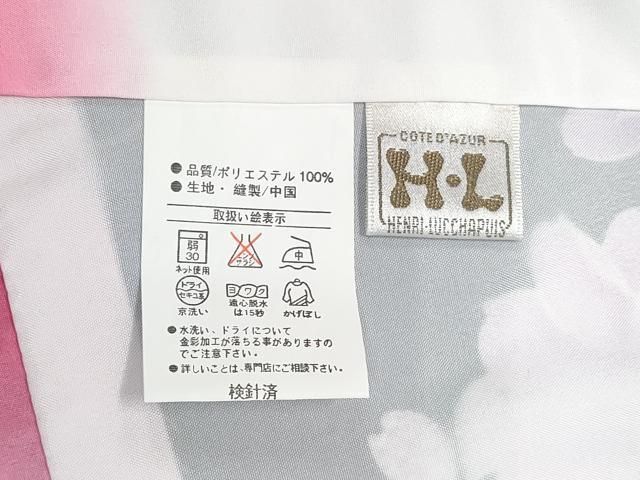 ● 品質/ポリエステル 100%
● 生地・縫製/中国
取扱い絵表示
弱
30
ネット使用
エンソ
サラシ
中
ドライ
セキユ系
京洗い
ヨワク
遠心脱水
は15秒
かげぼし
● 水洗い、ドライについて
金彩加工が落ちる事がありますの
でご注意下さい。
● 詳しいことは、専門店にご相談下さい。
検針済
COTE D'AZUR
H·L
HENRI·LUCCHAPUIS